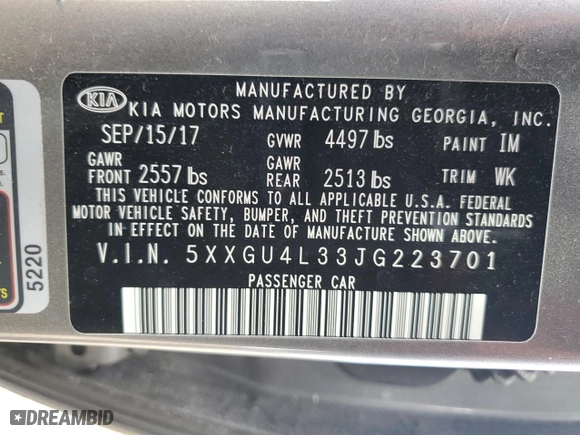 MANUFACTURED BY
KIA KIA MOTORS MANUFACTURING GEORGIA, INC.
SEP/15/17 GVWR 4497 lbs PAINT IM
GAWR FRONT 2557 lbs GAWR REAR 2513 lbs TRIM WK
THIS VEHICLE CONFORMS TO ALL APPLICABLE U.S.A. FEDERAL
MOTOR VEHICLE SAFETY, BUMPER, AND THEFT PREVENTION STANDARDS
IN EFFECT ON THE DATE OF MANUFACTURE SHOWN ABOVE.
V.I.N. 5XXGU4L33JG223701
PASSENGER CAR
5220
DREAMBID